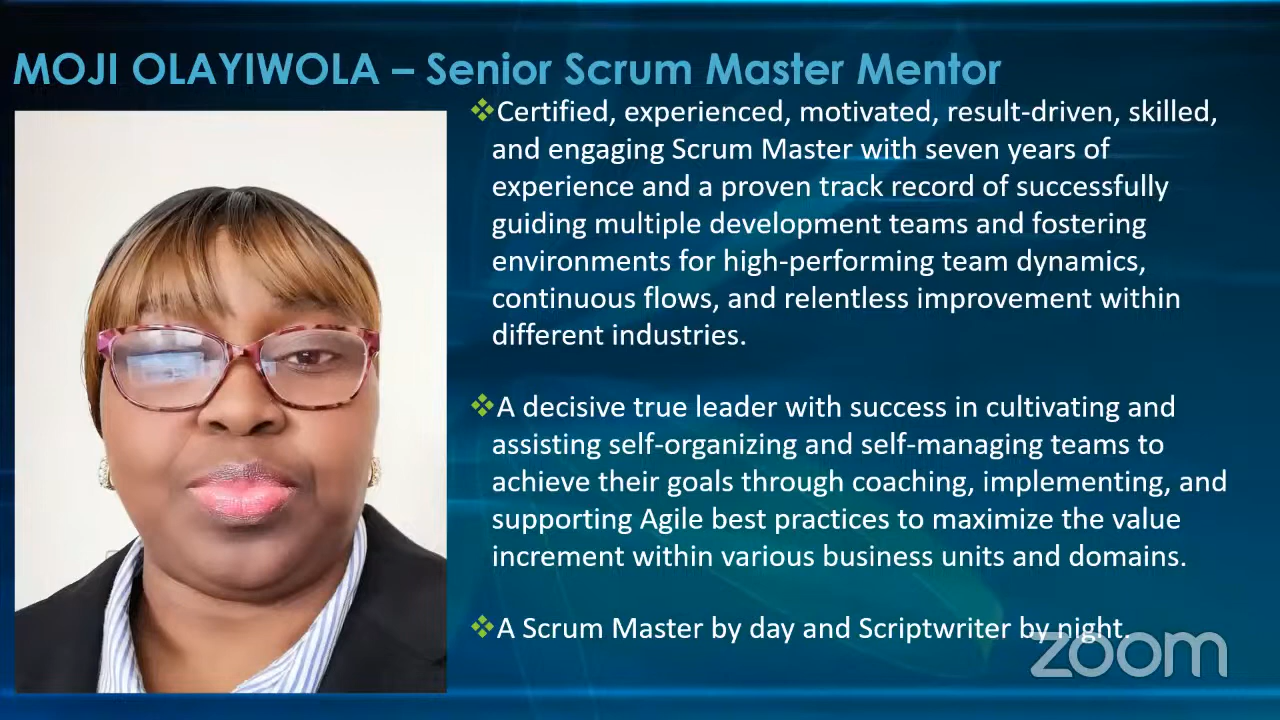 MOJI OLAYIWOLA – Senior Scrum Master Mentor
Certified, experienced, motivated, result-driven, skilled,
and engaging Scrum Master with seven years of
experience and a proven track record of successfully
guiding multiple development teams and fostering
environments for high-performing team dynamics,
continuous flows, and relentless improvement within
different industries.
A decisive true leader with success in cultivating and
assisting self-organizing and self-managing teams to
achieve their goals through coaching, implementing, and
supporting Agile best practices to maximize the value
increment within various business units and domains.
A Scrum Master by day and Scriptwriter by night.
zoom